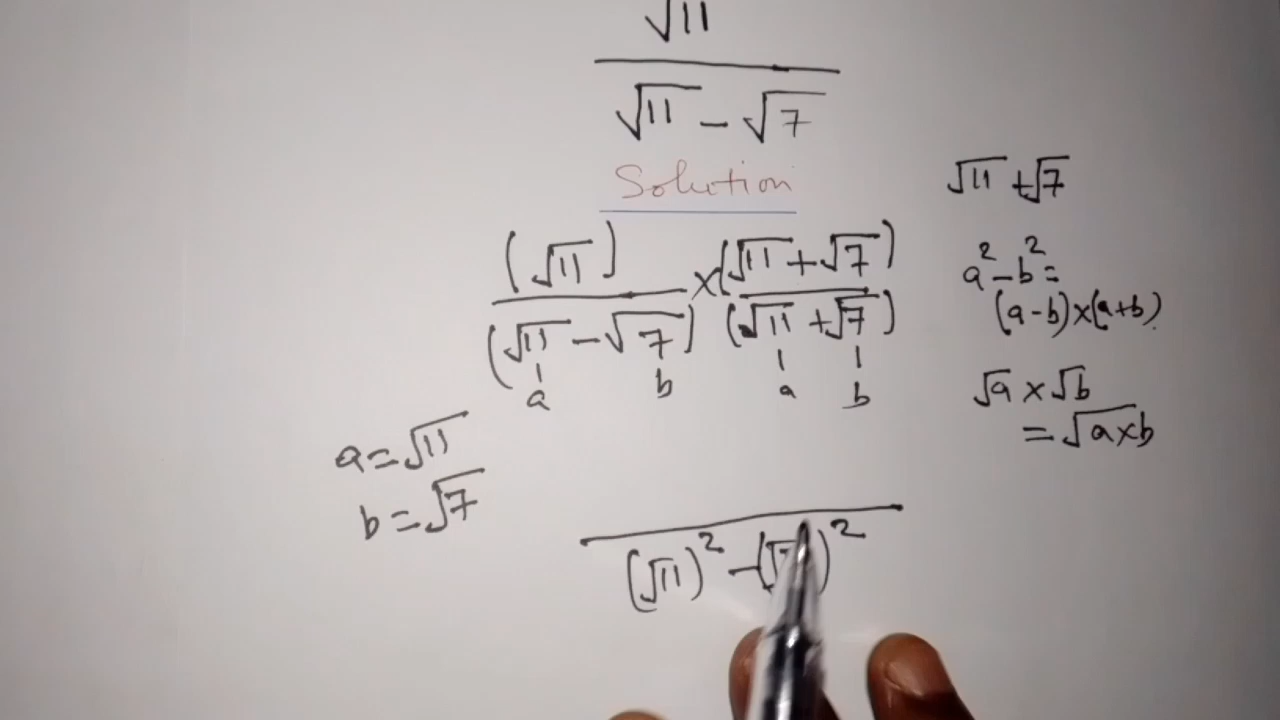 √11
√11 − √7
Solution
(√11) × (√11 + √7)
(√11 − √7) (√11 + √7)
a b a b
a = √11
b = √7
(√11)² − (√7)²
√11 + √7
a² − b² =
(a − b) × (a + b).
√a × √b
= √a×b